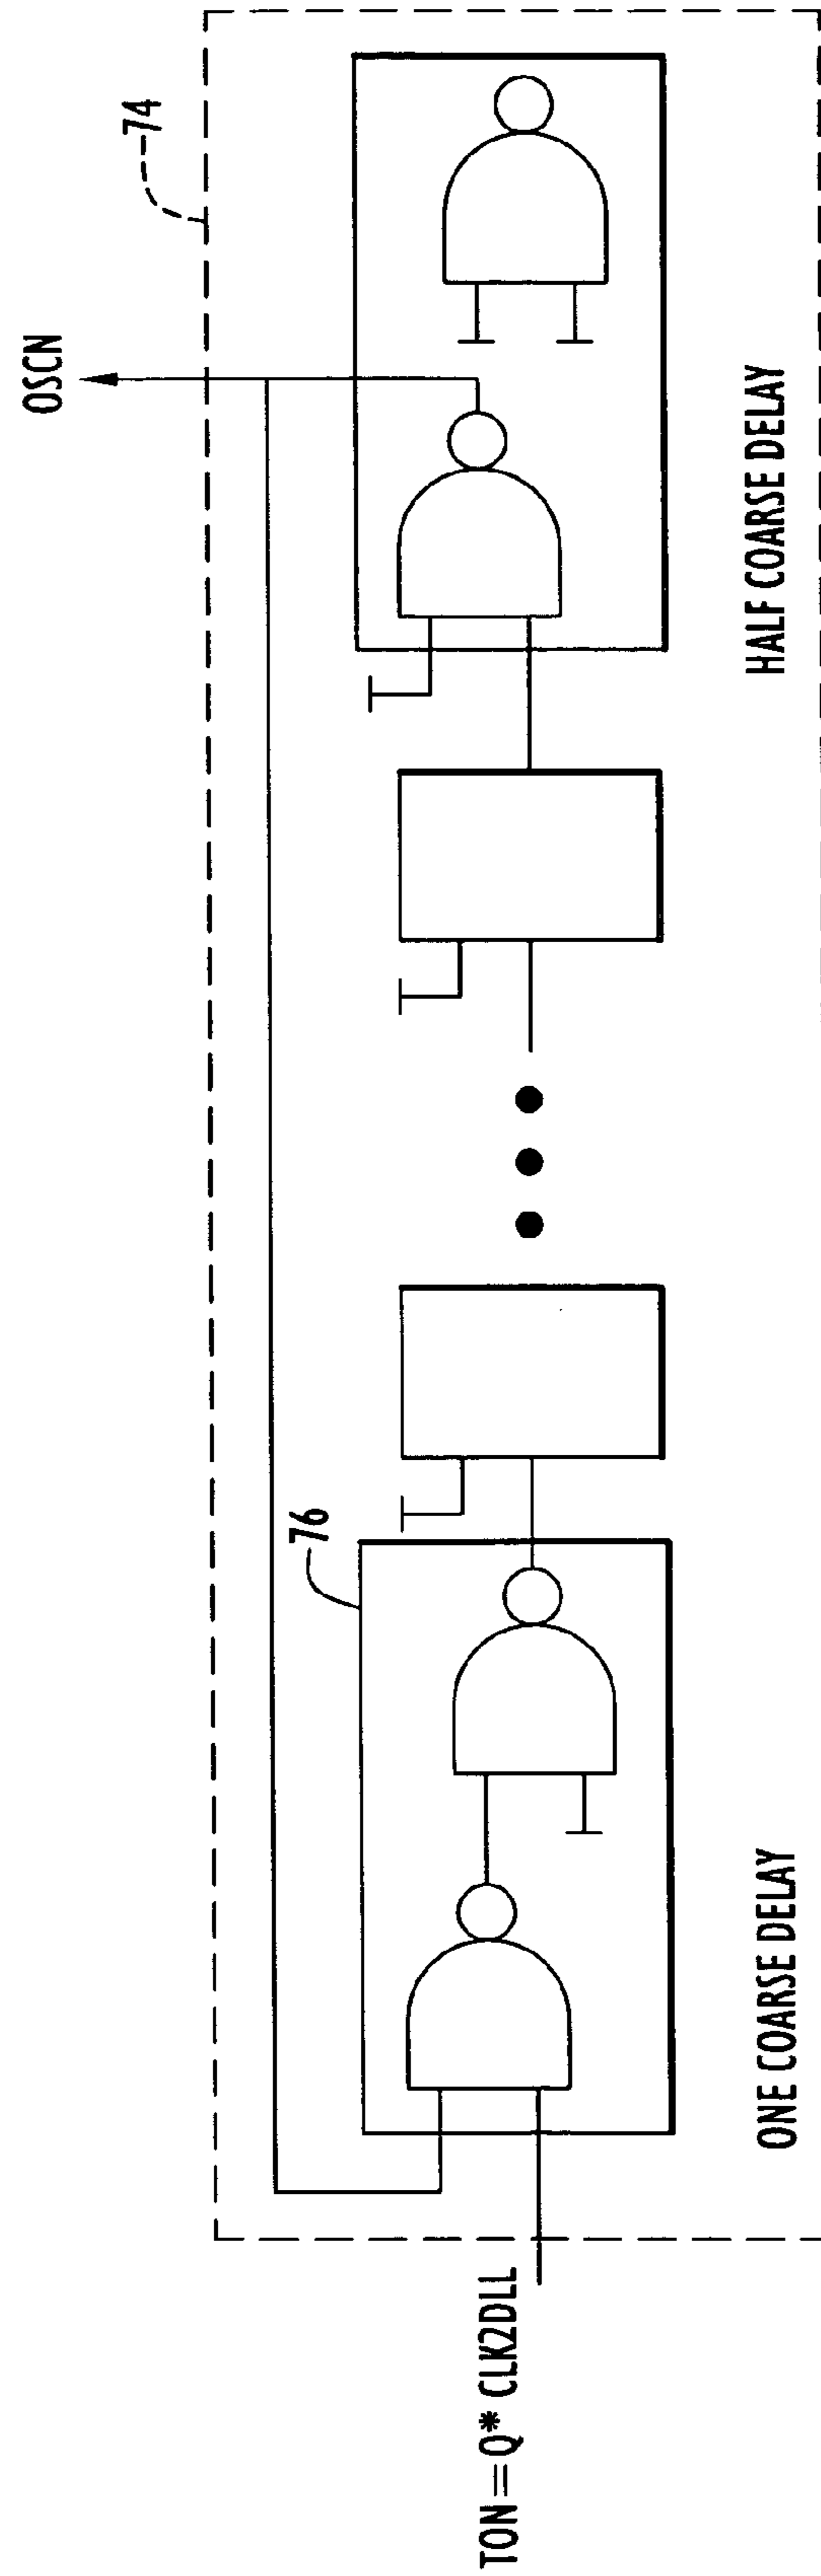 OSCN
74
76
TON = Q* CLK2DLL
ONE COARSE DELAY
HALF COARSE DELAY